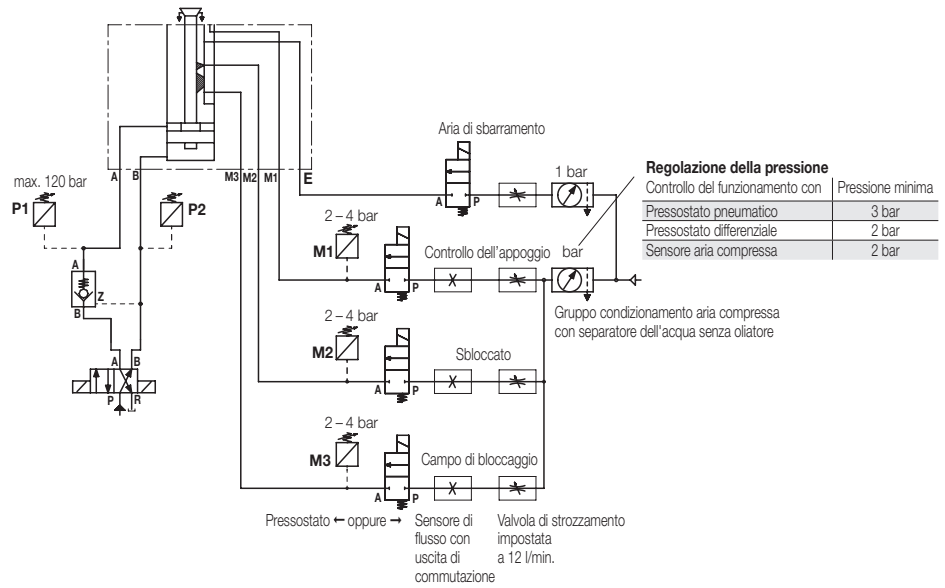 Aria di sbarramento
A B M3 M2 M1 E
max. 120 bar
P1 P2
1 bar
A P
Regolazione della pressione
Controllo del funzionamento con Pressione minima
Pressostato pneumatico 3 bar
Pressostato differenziale 2 bar
Sensore aria compressa 2 bar
2 – 4 bar
M1
Controllo dell'appoggio
bar
A P
A
Z
B
Gruppo condizionamento aria compressa
con separatore dell'acqua senza oliatore
2 – 4 bar
M2
Sbloccato
A P
A B
P R
2 – 4 bar
M3
Campo di bloccaggio
A P
Pressostato ← oppure →
Sensore di
flusso con
uscita di
commutazione
Valvola di strozzamento
impostata
a 12 l/min.